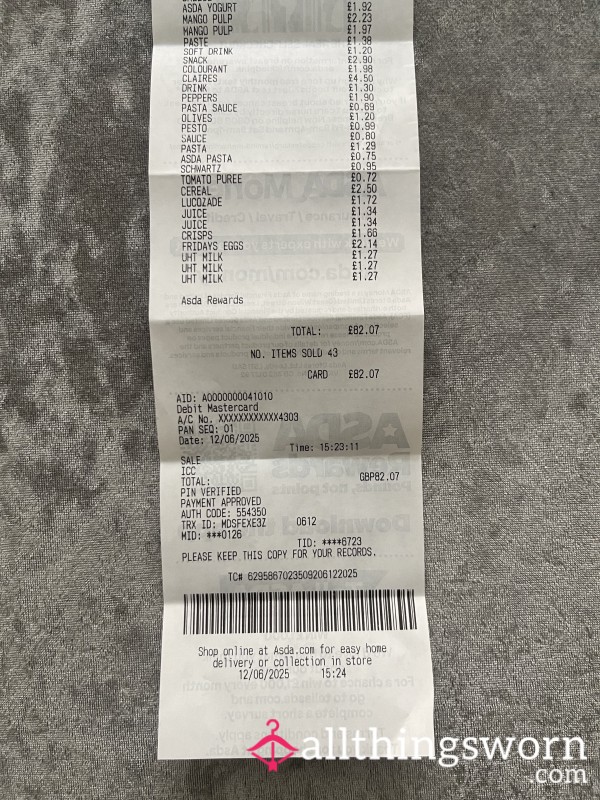 ASDA YOGURT £1.92
MANGO PULP £2.23
MANGO PULP £1.97
PASTE £1.38
SOFT DRINK £1.20
SNACK £2.90
COLOURANT £1.98
CLAIRES £4.50
DRINK £1.30
PEPPERS £1.90
PASTA SAUCE £0.69
OLIVES £1.20
PESTO £0.99
SAUCE £0.80
PASTA £1.29
ASDA PASTA £0.75
SCHWARTZ £0.95
TOMATO PUREE £0.72
CEREAL £2.50
LUCOZADE £1.72
JUICE £1.34
JUICE £1.34
CRISPS £1.66
FRIDAYS EGGS £2.14
UHT MILK £1.27
UHT MILK £1.27
UHT MILK £1.27
Asda Rewards
TOTAL: £82.07
NO. ITEMS SOLD 43
CARD £82.07
AID: A0000000041010
Debit Mastercard
A/C No. XXXXXXXXXXXX4303
PAN SEQ: 01
Date: 12/06/2025
Time: 15:23:11
SALE
ICC
TOTAL: GBP82.07
PIN VERIFIED
PAYMENT APPROVED
AUTH CODE: 554350
TRX ID: MDSFEXE3Z 0612
MID: ***0126
TID: ****6723
PLEASE KEEP THIS COPY FOR YOUR RECORDS.
TC# 6295867023509206122025
Shop online at Asda.com for easy home
delivery or collection in store
12/06/2025 15:24
allthingsworn
.com